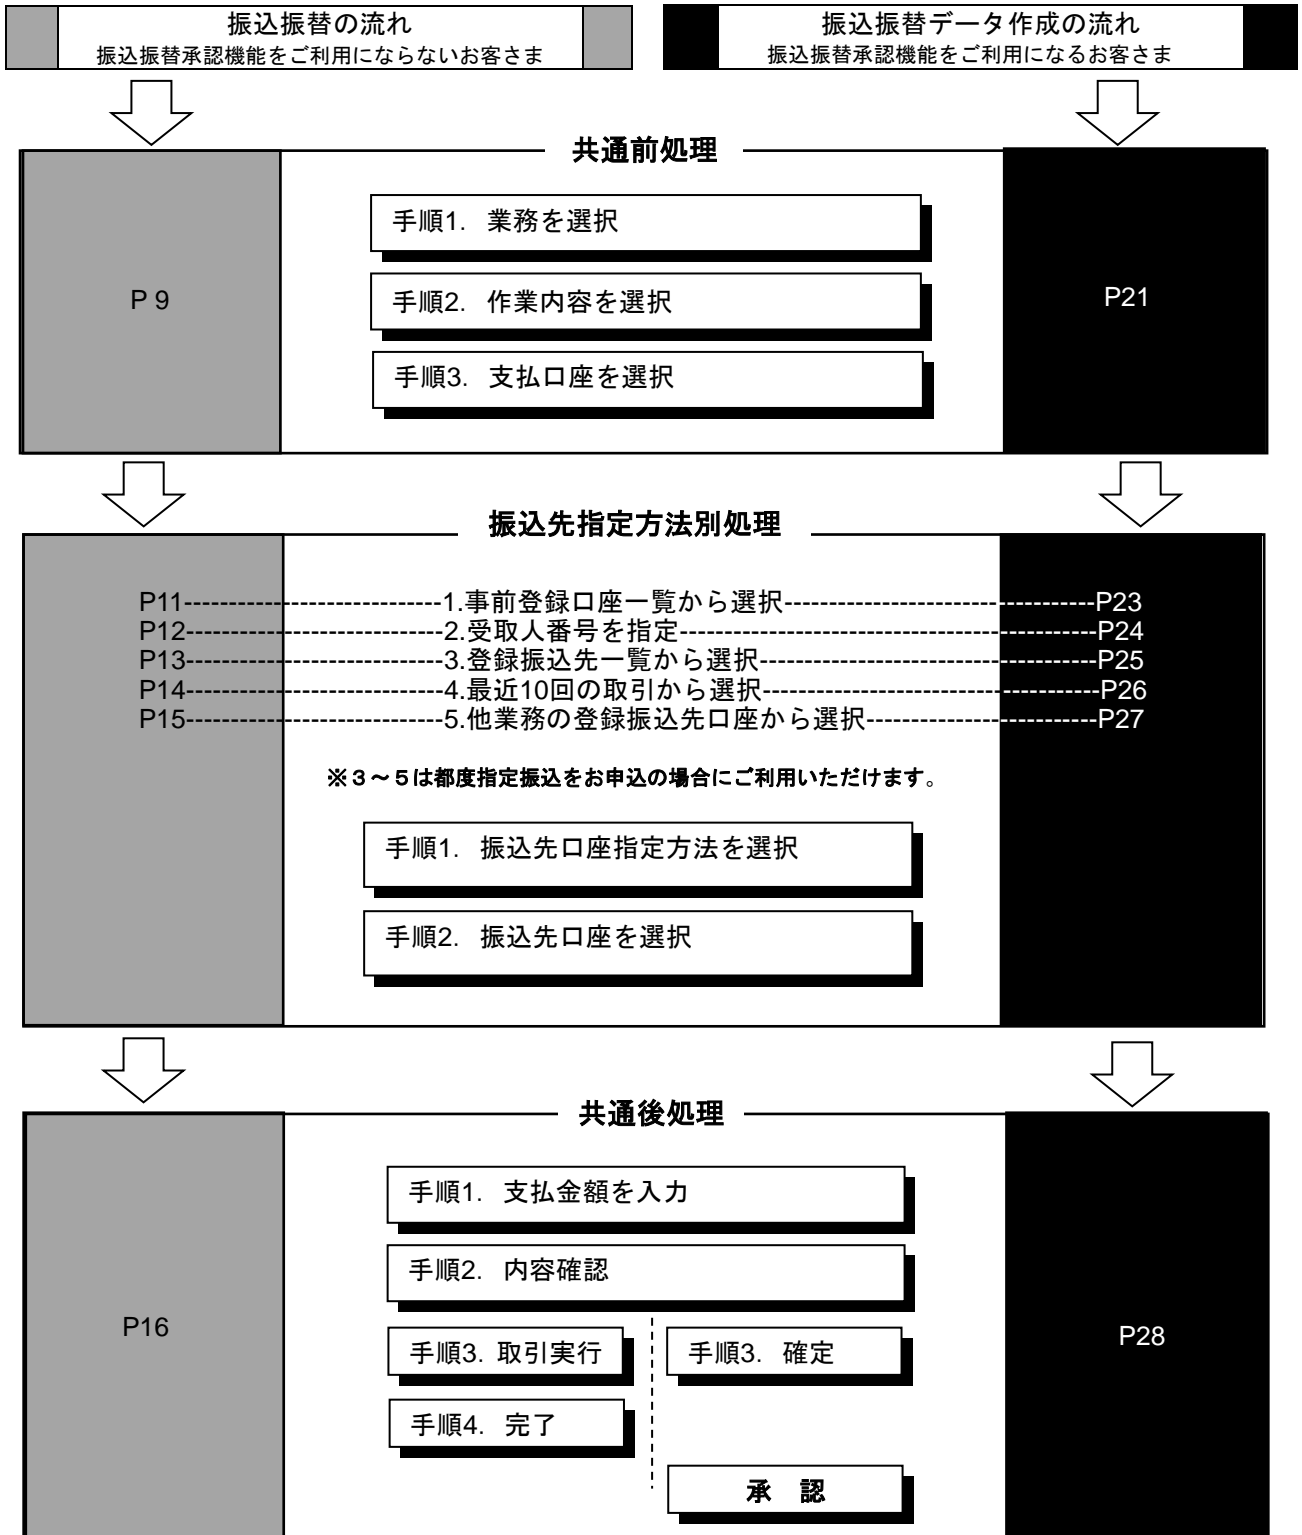 振込振替の流れ
振込振替承認機能をご利用にならないお客さま
振込振替データ作成の流れ
振込振替承認機能をご利用になるお客さま
共通前処理
手順1. 業務を選択
手順2. 作業内容を選択
手順3. 支払口座を選択
P 9
P21
振込先指定方法別処理
P11-----------------------------1.事前登録口座一覧から選択-----------------------------------P23
P12-----------------------------2.受取人番号を指定-----------------------------------------------P24
P13-----------------------------3.登録振込先一覧から選択--------------------------------------P25
P14-----------------------------4.最近10回の取引から選択--------------------------------------P26
P15-----------------------------5.他業務の登録振込先口座から選択--------------------------P27
※３～５は都度指定振込をお申込の場合にご利用いただけます。
手順1. 振込先口座指定方法を選択
手順2. 振込先口座を選択
共通後処理
手順1. 支払金額を入力
手順2. 内容確認
P16
手順3. 取引実行
手順3. 確定
P28
手順4. 完了
承 認